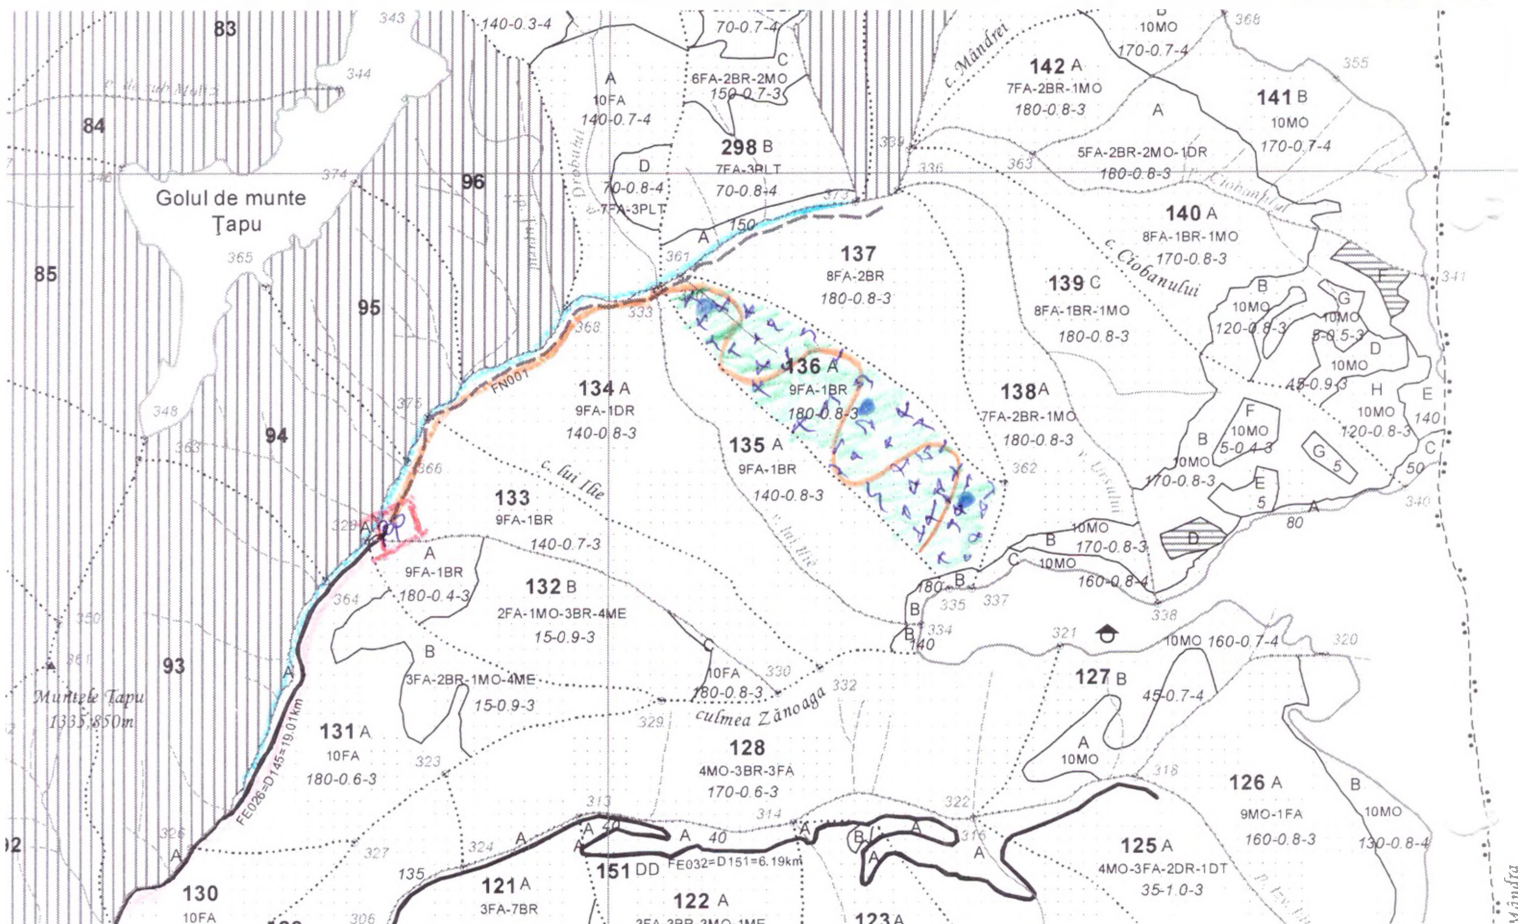 83
343
140-0.3-4
70-0.7-4
B
10MO
170-0.7-4
368
c. Mândrei
344
A
10FA
140-0.7-4
C
6FA-2BR-2MO
150-0.7-3
142 A
7FA-2BR-1MO
180-0.8-3
355
141 B
10MO
170-0.7-4
84
A
298 B
7FA-3PLT
70-0.8-4
339
336
363
5FA-2BR-2MO-1DR
180-0.8-3
D
70-0.8-4
7FA-3PLT
374
96
Golul de munte
Țapu
373
140 A
8FA-1BR-1MO
170-0.8-3
A
150
365
361
137
8FA-2BR
180-0.8-3
c. Ciobanului
85
139 C
8FA-1BR-1MO
180-0.8-3
341
B
10MO
120-0.8-3
F
G
10MO
5-0.5-3
95
333
368
D
10MO
FN001
134 A
9FA-1DR
140-0.8-3
136 A
9FA-1BR
180-0.8-3
45-0.9-3
H
10MO
120-0.8-3
E
140
138 A
7FA-2BR-1MO
180-0.8-3
348
375
F
10MO
5-0.4-3
94
363
135 A
9FA-1BR
140-0.8-3
B
10MO
170-0.8-3
G
5
C
50
366
c. lui Ilie
362
E
5
340
133
9FA-1BR
140-0.7-3
A
80
A
PP
v. lui Ilie
10MO
B
170-0.8-3
D
A
9FA-1BR
180-0.4-3
C
10MO
160-0.8-4
364
132 B
2FA-1MO-3BR-4ME
15-0.9-3
180
B
335
337
338
350
B
334
B
140
321
10MO
160-0.7-4
320
361
93
Muntele Țapu
1335,850m
B
3FA-2BR-1MO-4ME
15-0.9-3
C
10FA
180-0.8-3
330
332
A
127 B
45-0.7-4
culmea Zănoaga
329
131 A
10FA
180-0.6-3
128
4MO-3BR-3FA
170-0.6-3
A
10MO
323
318
126 A
9MO-1FA
160-0.8-3
B
10MO
130-0.8-4
FE026=D145=19.01km
313
314
322
326
A
327
324
A
A
40
A
A
40
A
B
A
A
316
A
FE032=D151=6.19km
125 A
4MO-3FA-2DR-1DT
35-1.0-3
151 DD
135
130
10FA
121 A
3FA-7BR
122 A
306
123 A
Mândra